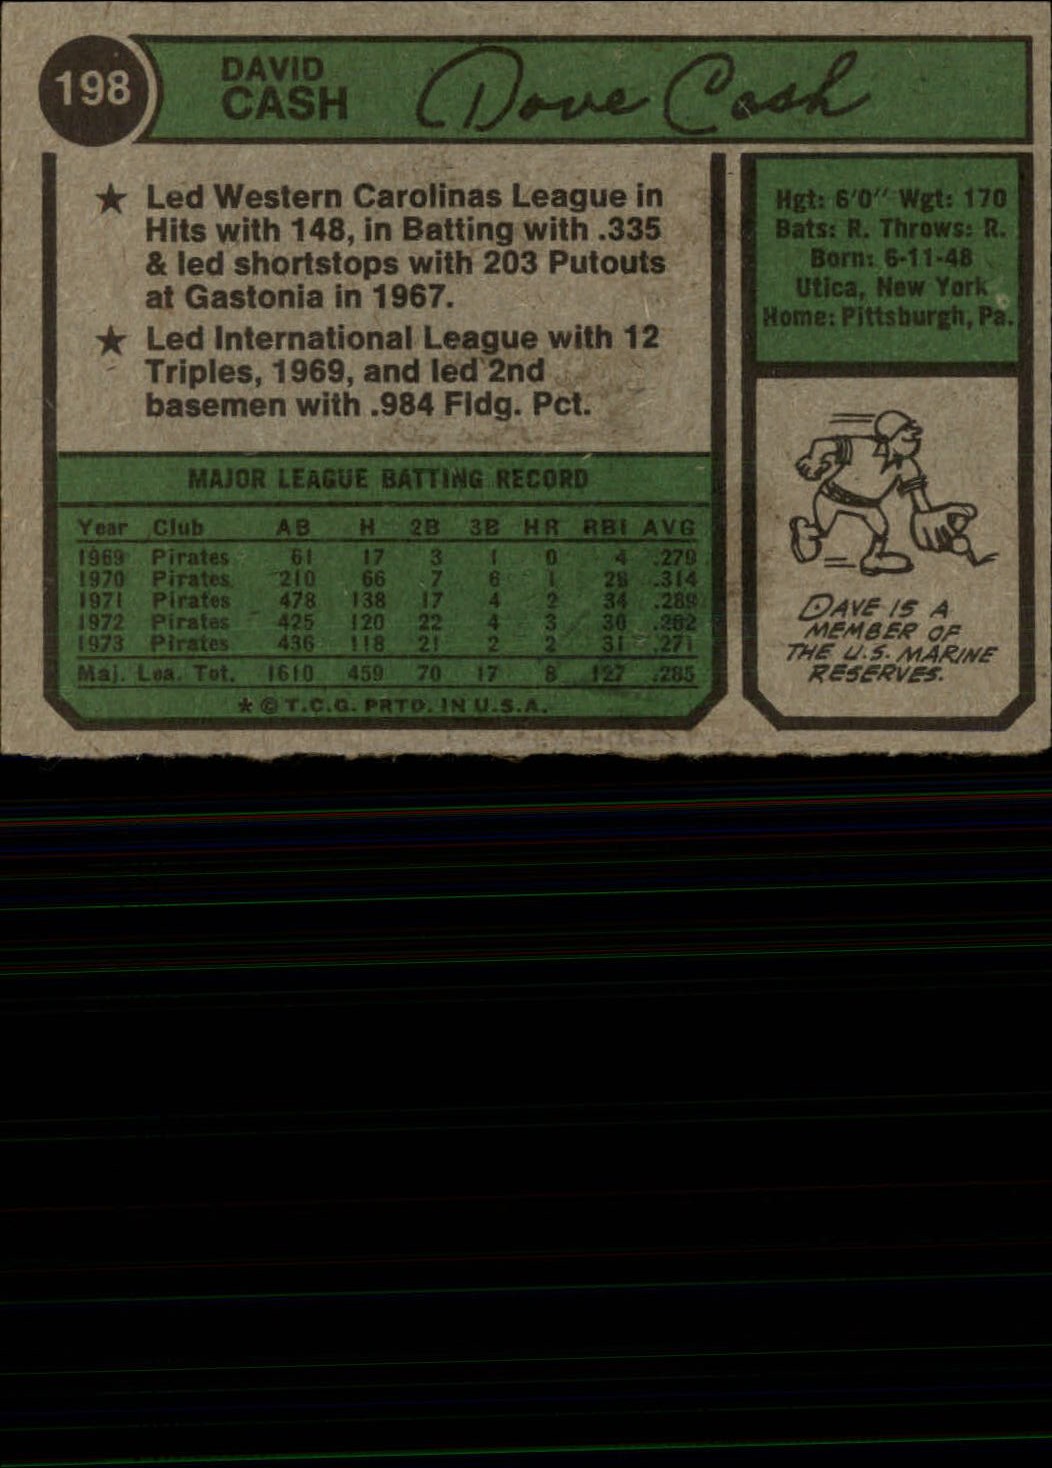 198
DAVID
CASH
Dave Cash
★ Led Western Carolinas League in
Hits with 148, in Batting with .335
& led shortstops with 203 Putouts
at Gastonia in 1967.
★ Led International League with 12
Triples, 1969, and led 2nd
basemen with .984 Fldg. Pct.
Hgt: 6'0" Wgt: 170
Bats: R. Throws: R.
Born: 6-11-48
Utica, New York
Home: Pittsburgh, Pa.
MAJOR LEAGUE BATTING RECORD
Year Club AB H 2B 3B HR RBI AVG
1969 Pirates 61 17 3 1 0 4 .279
1970 Pirates 210 66 7 6 1 28 .314
1971 Pirates 478 138 17 4 2 34 .289
1972 Pirates 425 120 22 4 3 30 .282
1973 Pirates 436 118 21 2 2 31 .271
Maj. Lea. Tot. 1610 459 70 17 8 127 .285
* © T.C.G. PRTD. IN U.S.A.
DAVE IS A
MEMBER OF
THE U.S. MARINE
RESERVES.